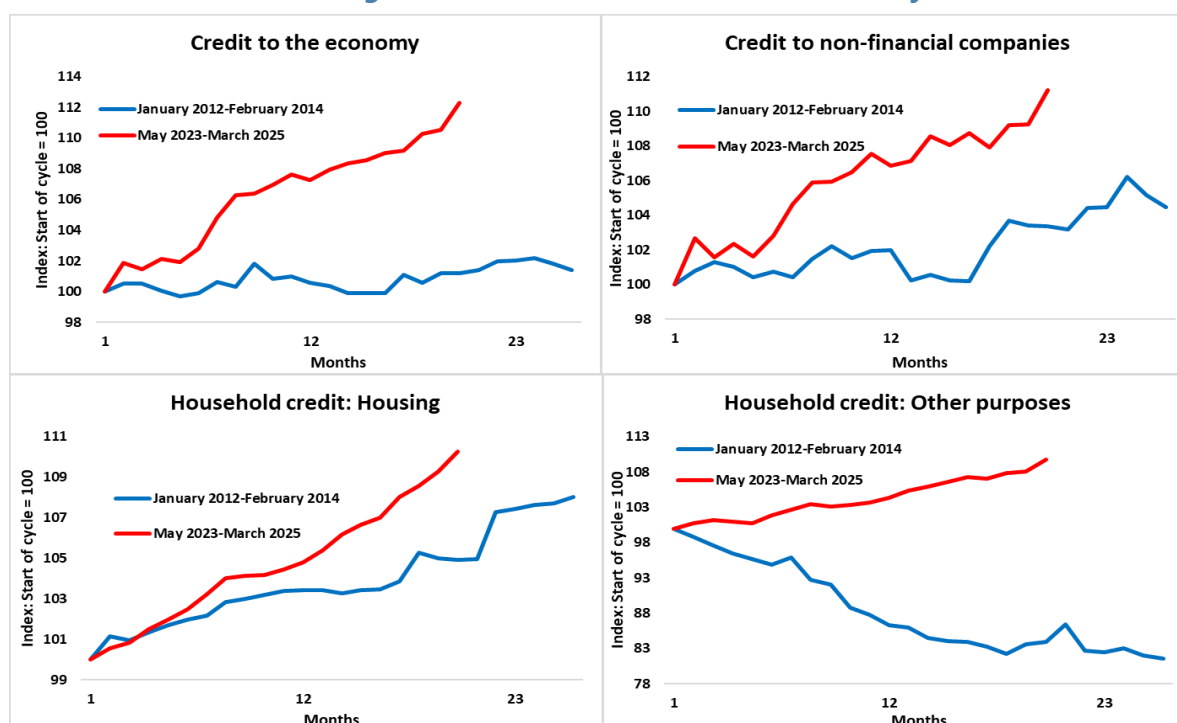 Credit to the economy
Index: Start of cycle = 100
114
112
110
108
106
104
102
100
98
January 2012-February 2014
May 2023-March 2025
1
12
23
Months
Credit to non-financial companies
Index: Start of cycle = 100
112
110
108
106
104
102
100
98
January 2012-February 2014
May 2023-March 2025
1
12
23
Months
Household credit: Housing
Index: Start of cycle = 100
111
109
107
105
103
101
99
January 2012-February 2014
May 2023-March 2025
1
12
23
Months
Household credit: Other purposes
Index: Start of cycle = 100
113
108
103
98
93
88
83
78
January 2012-February 2014
May 2023-March 2025
1
12
23
Months